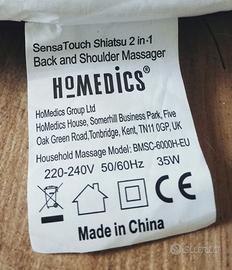 SensaTouch Shiatsu 2 in-1
Back and Shoulder Massager
HoMEDICS®
HoMedics Group Ltd
HoMedics House, Somerhill Business Park, Five
Oak Green Road,Tonbridge, Kent, TN11 0GP, UK
Household Massage Model: BMSC-6000H-EU
220-240V 50/60Hz 35W
CE
Made in China
subito